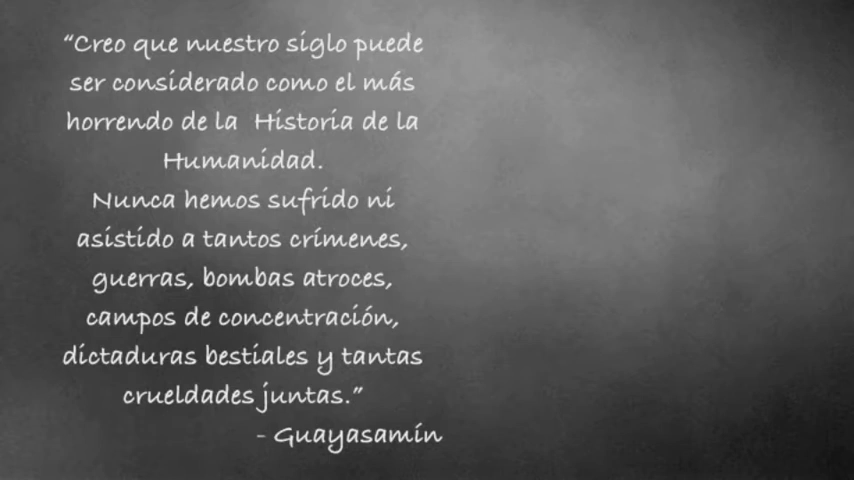 “Creo que nuestro siglo puede
ser considerado como el más
horrendo de la Historia de la
Humanidad.
Nunca hemos sufrido ni
asistido a tantos crímenes,
guerras, bombas atroces,
campos de concentración,
dictaduras bestiales y tantas
crueldades juntas.”
- Guayasamín